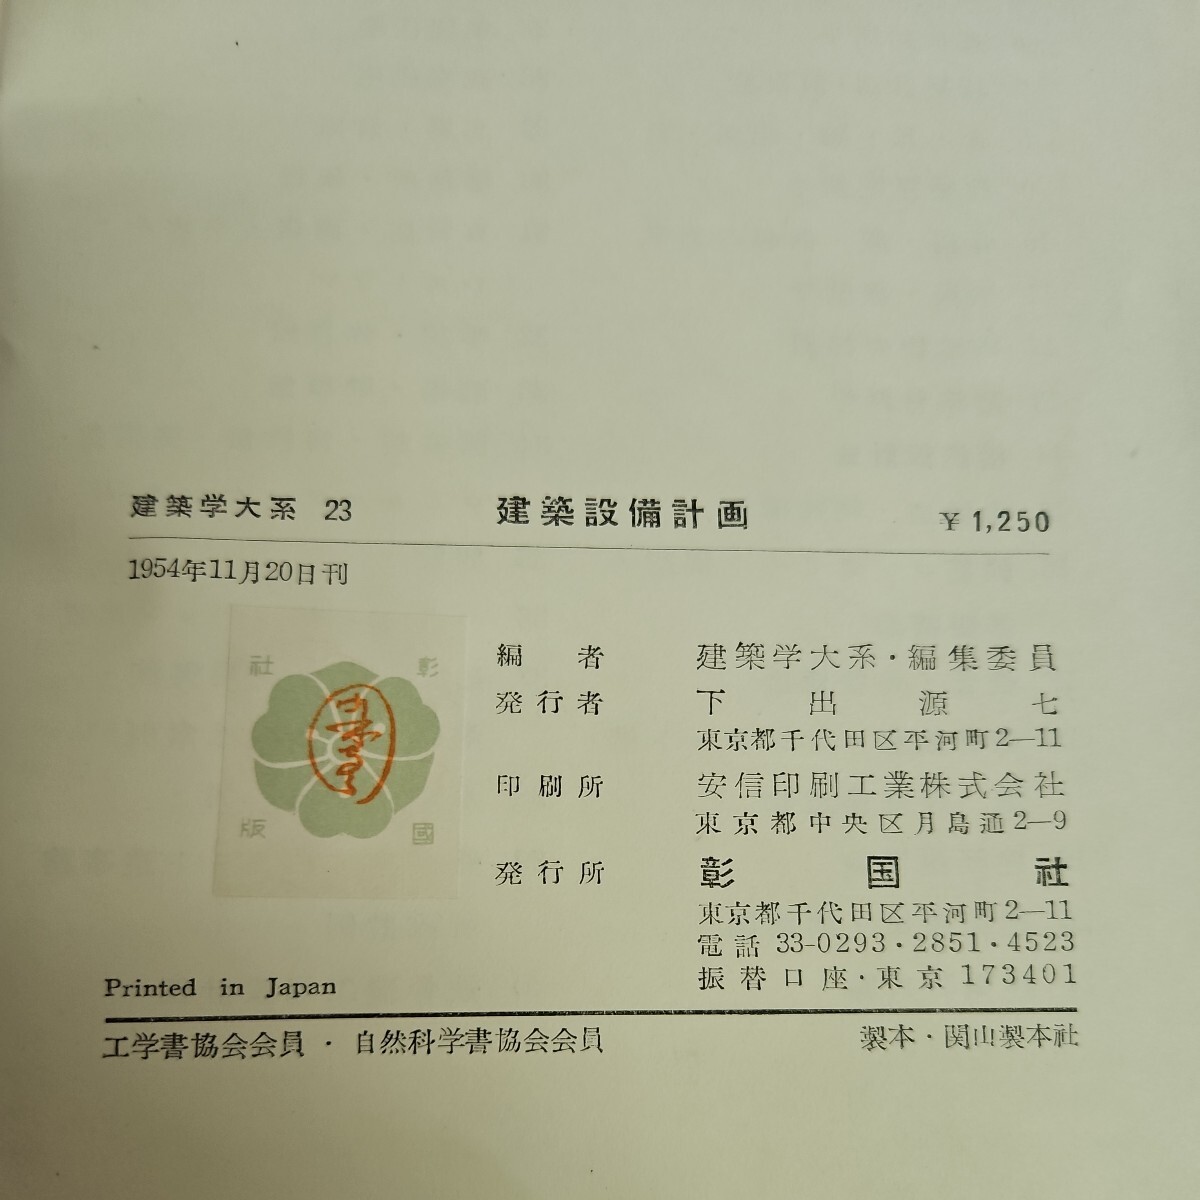 建築学大系 23 建築設備計画 ¥1,250
1954年11月20日刊
彰
国
社
版
編者 建築学大系・編集委員
発行者 下出源七
東京都千代田区平河町2—11
印刷所 安信印刷工業株式会社
東京都中央区月島通2—9
発行所 彰国社
東京都千代田区平河町2—11
電話 33-0293・2851・4523
振替口座・東京 173401
Printed in Japan
工学書協会会員・自然科学書協会会員 製本・関山製本社